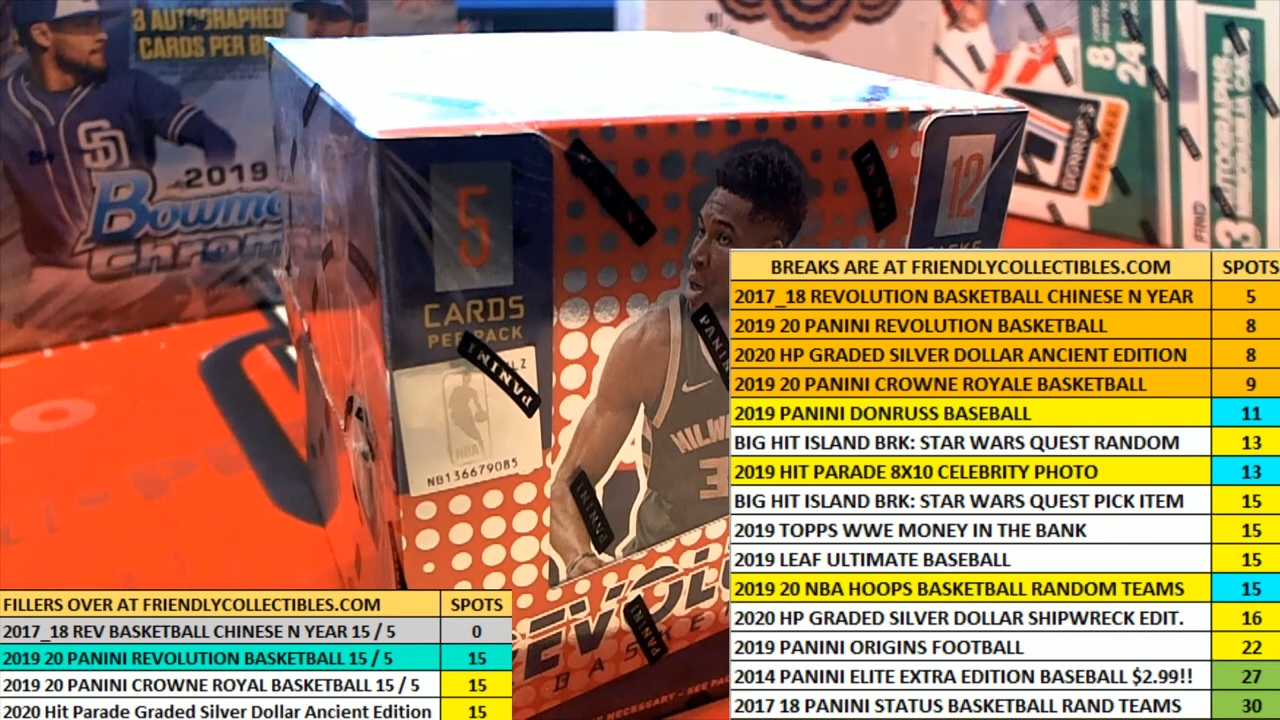 3 AUTOGRAPHED
CARDS PER
SD
2019
Bowman
Chrome
5
CARDS
PER PACK
PANINI
NBA
NB136679085
12
PANINI
PANINI
PANINI
PANINI
MILW
3
8
24
DONRUSS
BASEBALL
AUTOGRAPHS
3
BREAKS ARE AT FRIENDLYCOLLECTIBLES.COM SPOTS
2017_18 REVOLUTION BASKETBALL CHINESE N YEAR 5
2019 20 PANINI REVOLUTION BASKETBALL 8
2020 HP GRADED SILVER DOLLAR ANCIENT EDITION 8
2019 20 PANINI CROWNE ROYALE BASKETBALL 9
2019 PANINI DONRUSS BASEBALL 11
BIG HIT ISLAND BRK: STAR WARS QUEST RANDOM 13
2019 HIT PARADE 8X10 CELEBRITY PHOTO 13
BIG HIT ISLAND BRK: STAR WARS QUEST PICK ITEM 15
2019 TOPPS WWE MONEY IN THE BANK 15
2019 LEAF ULTIMATE BASEBALL 15
2019 20 NBA HOOPS BASKETBALL RANDOM TEAMS 15
2020 HP GRADED SILVER DOLLAR SHIPWRECK EDIT. 16
2019 PANINI ORIGINS FOOTBALL 22
2014 PANINI ELITE EXTRA EDITION BASEBALL $2.99!! 27
2017 18 PANINI STATUS BASKETBALL RAND TEAMS 30
FILLERS OVER AT FRIENDLYCOLLECTIBLES.COM SPOTS
2017_18 REV BASKETBALL CHINESE N YEAR 15 / 5 0
2019 20 PANINI REVOLUTION BASKETBALL 15 / 5 15
2019 20 PANINI CROWNE ROYAL BASKETBALL 15 / 5 15
2020 Hit Parade Graded Silver Dollar Ancient Edition 15